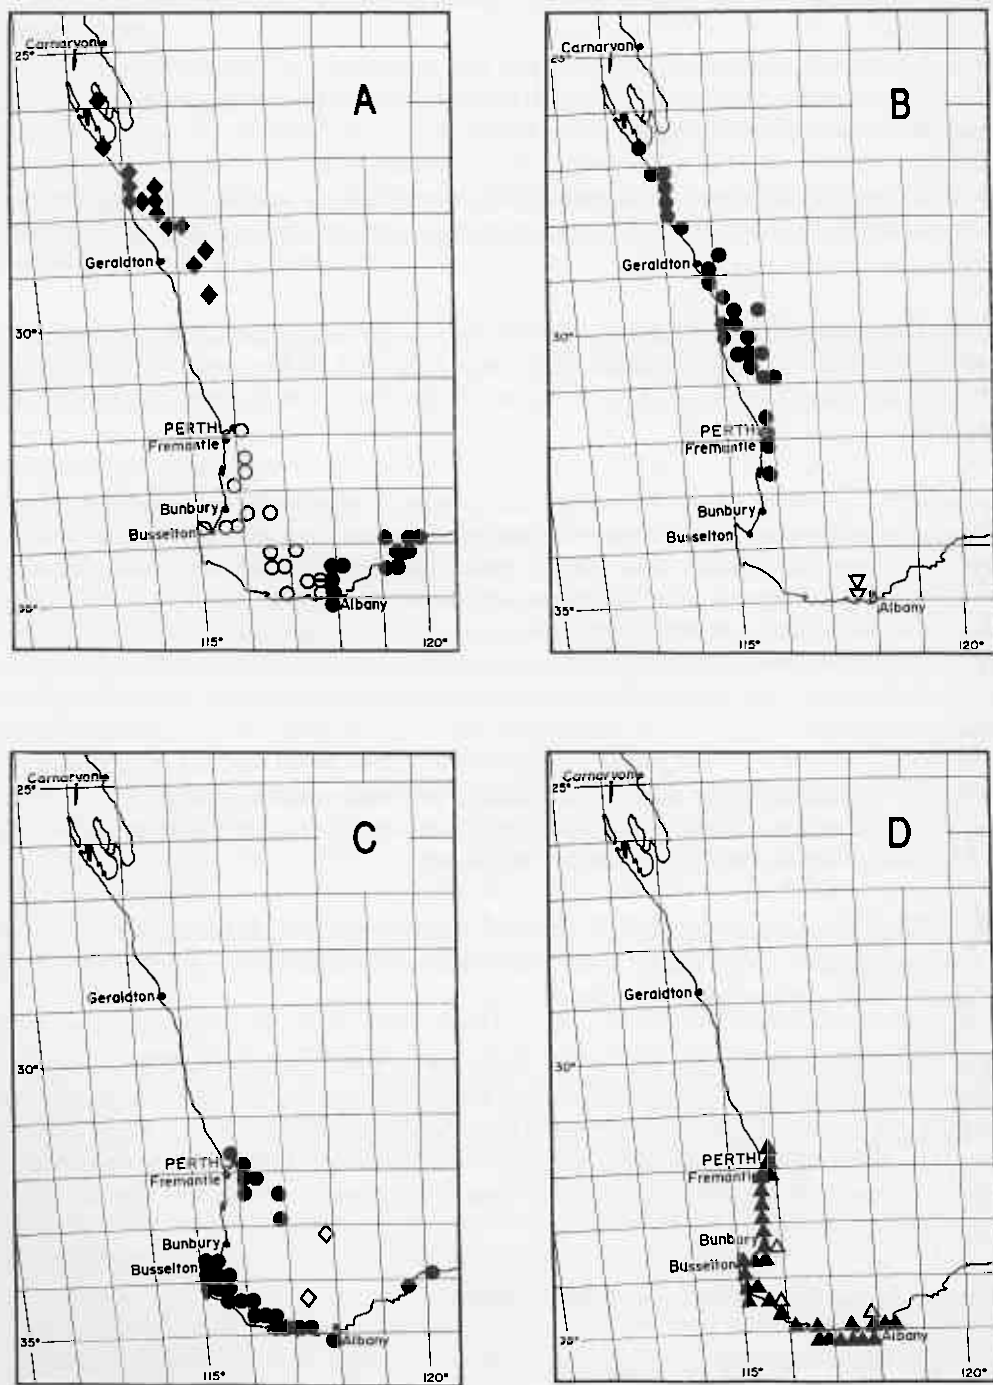 Carnarvon
25°
A
Geraldton
30°
PERTH
Fremantle
Bunbury
Busselton
35°
Albany
115°
120°
Carnarvon
25°
B
Geraldton
30°
PERTH
Fremantle
Bunbury
Busselton
35°
Albany
115°
120°
Carnarvon
25°
C
Geraldton
30°
PERTH
Fremantle
Bunbury
Busselton
35°
Albany
115°
120°
Carnarvon
25°
D
Geraldton
30°
PERTH
Fremantle
Bunbury
Busselton
35°
Albany
115°
120°